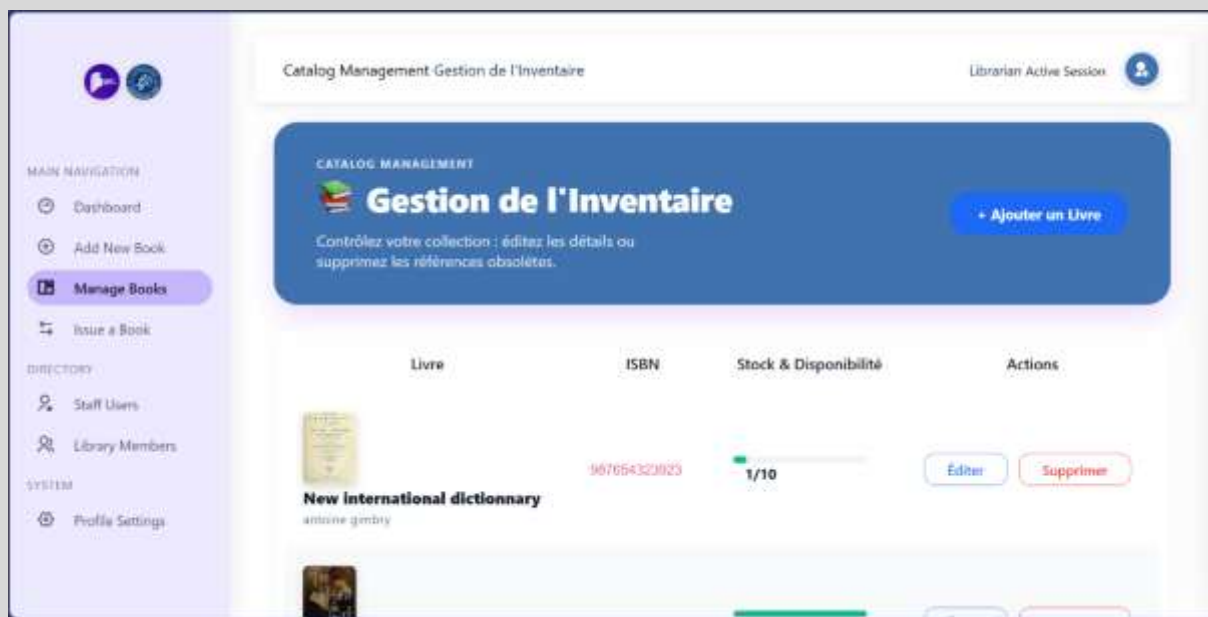 Catalog Management Gestion de l'Inventaire
Librarian Active Session
MAIN NAVIGATION
Dashboard
Add New Book
Manage Books
Issue a Book
DIRECTORY
Staff Users
Library Members
SYSTEM
Profile Settings
CATALOG MANAGEMENT
Gestion de l'Inventaire
Contrôlez votre collection : éditez les détails ou
supprimez les références obsolètes.
+ Ajouter un Livre
Livre
ISBN
Stock & Disponibilité
Actions
New international dictionnary
1/10
Éditer
Supprimer